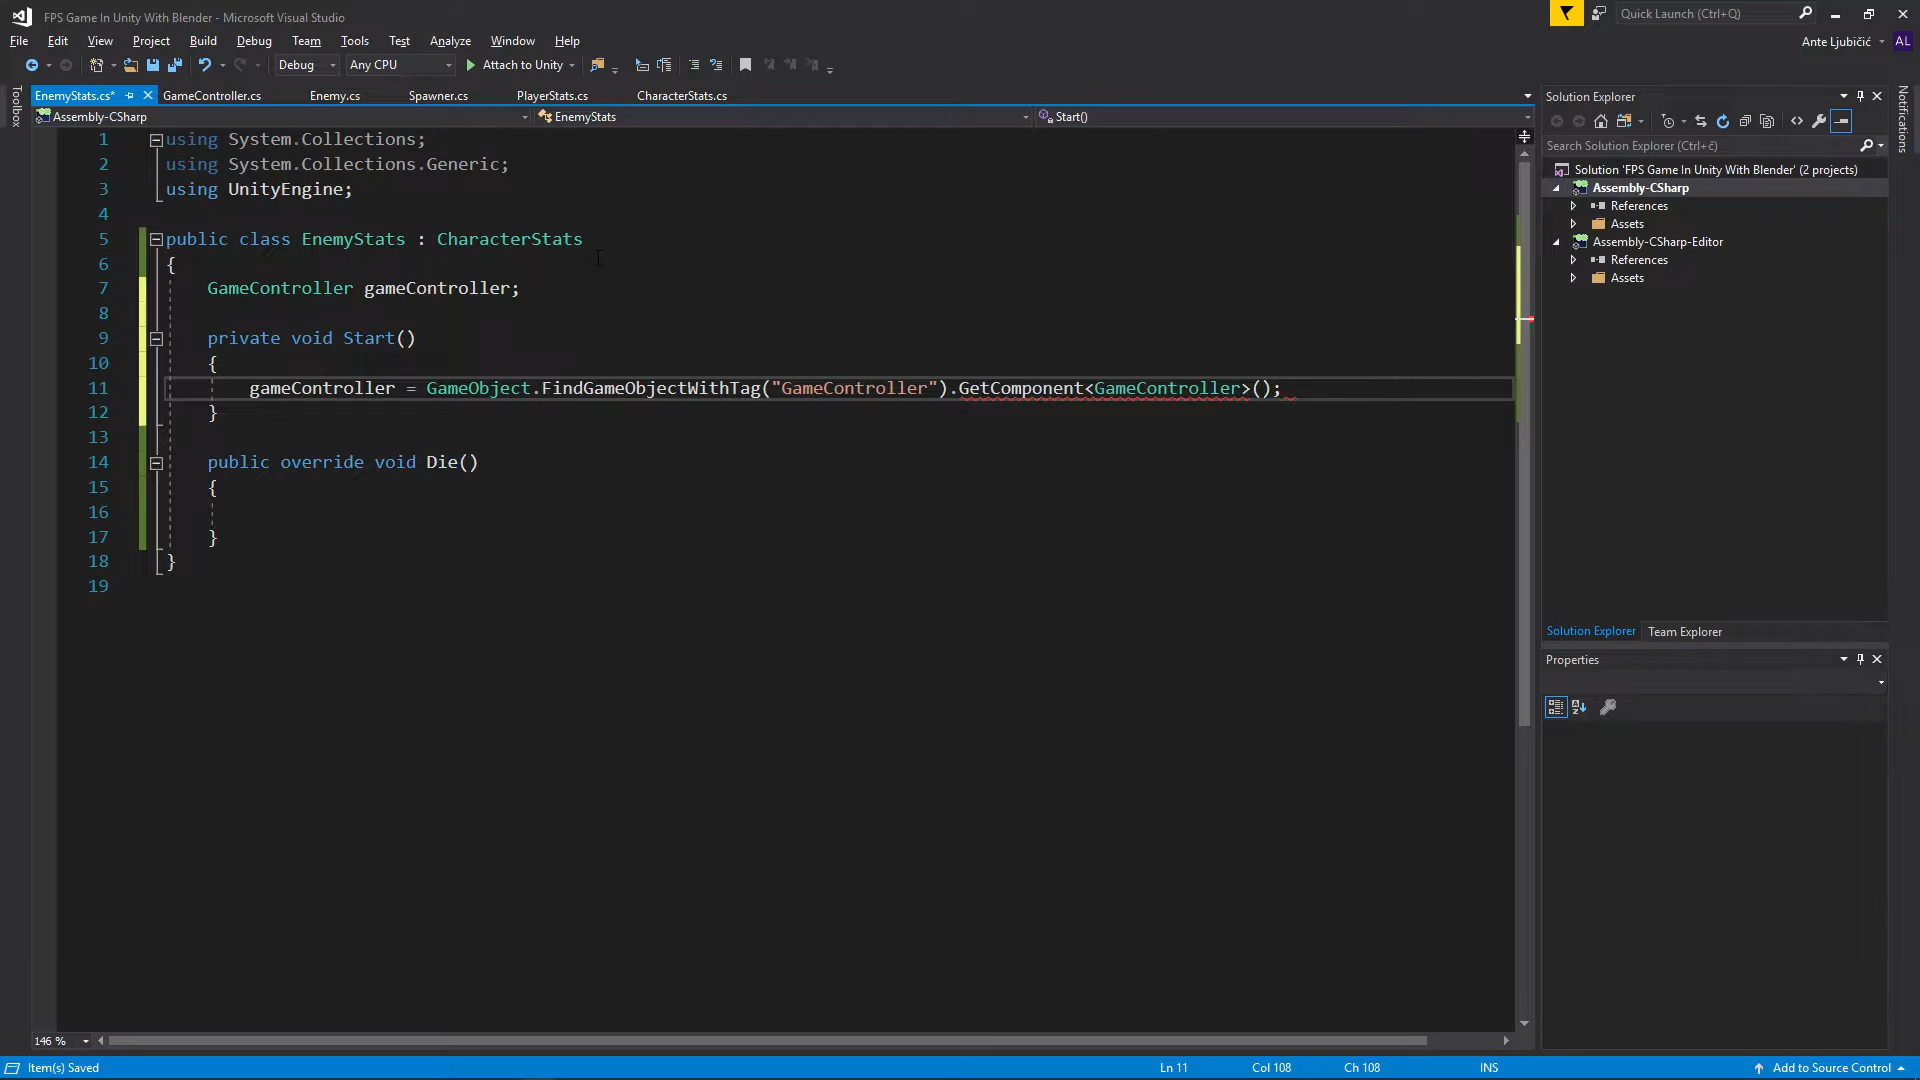 FPS Game In Unity With Blender - Microsoft Visual Studio
Quick Launch (Ctrl+Q)
File Edit View Project Build Debug Team Tools Test Analyze Window Help
Ante Ljubičić AL
Debug Any CPU Attach to Unity
Toolbox
EnemyStats.cs* GameController.cs Enemy.cs Spawner.cs PlayerStats.cs CharacterStats.cs
Assembly-CSharp EnemyStats Start()
1 using System.Collections;
2 using System.Collections.Generic;
3 using UnityEngine;
4
5 public class EnemyStats : CharacterStats
6 {
7 GameController gameController;
8
9 private void Start()
10 {
11 gameController = GameObject.FindGameObjectWithTag("GameController").GetComponent<GameController>();
12 }
13
14 public override void Die()
15 {
16
17 }
18 }
19
146 %
Solution Explorer
Search Solution Explorer (Ctrl+č)
Solution 'FPS Game In Unity With Blender' (2 projects)
Assembly-CSharp
References
Assets
Assembly-CSharp-Editor
References
Assets
Solution Explorer Team Explorer
Properties
Notifications
Item(s) Saved Ln 11 Col 108 Ch 108 INS Add to Source Control